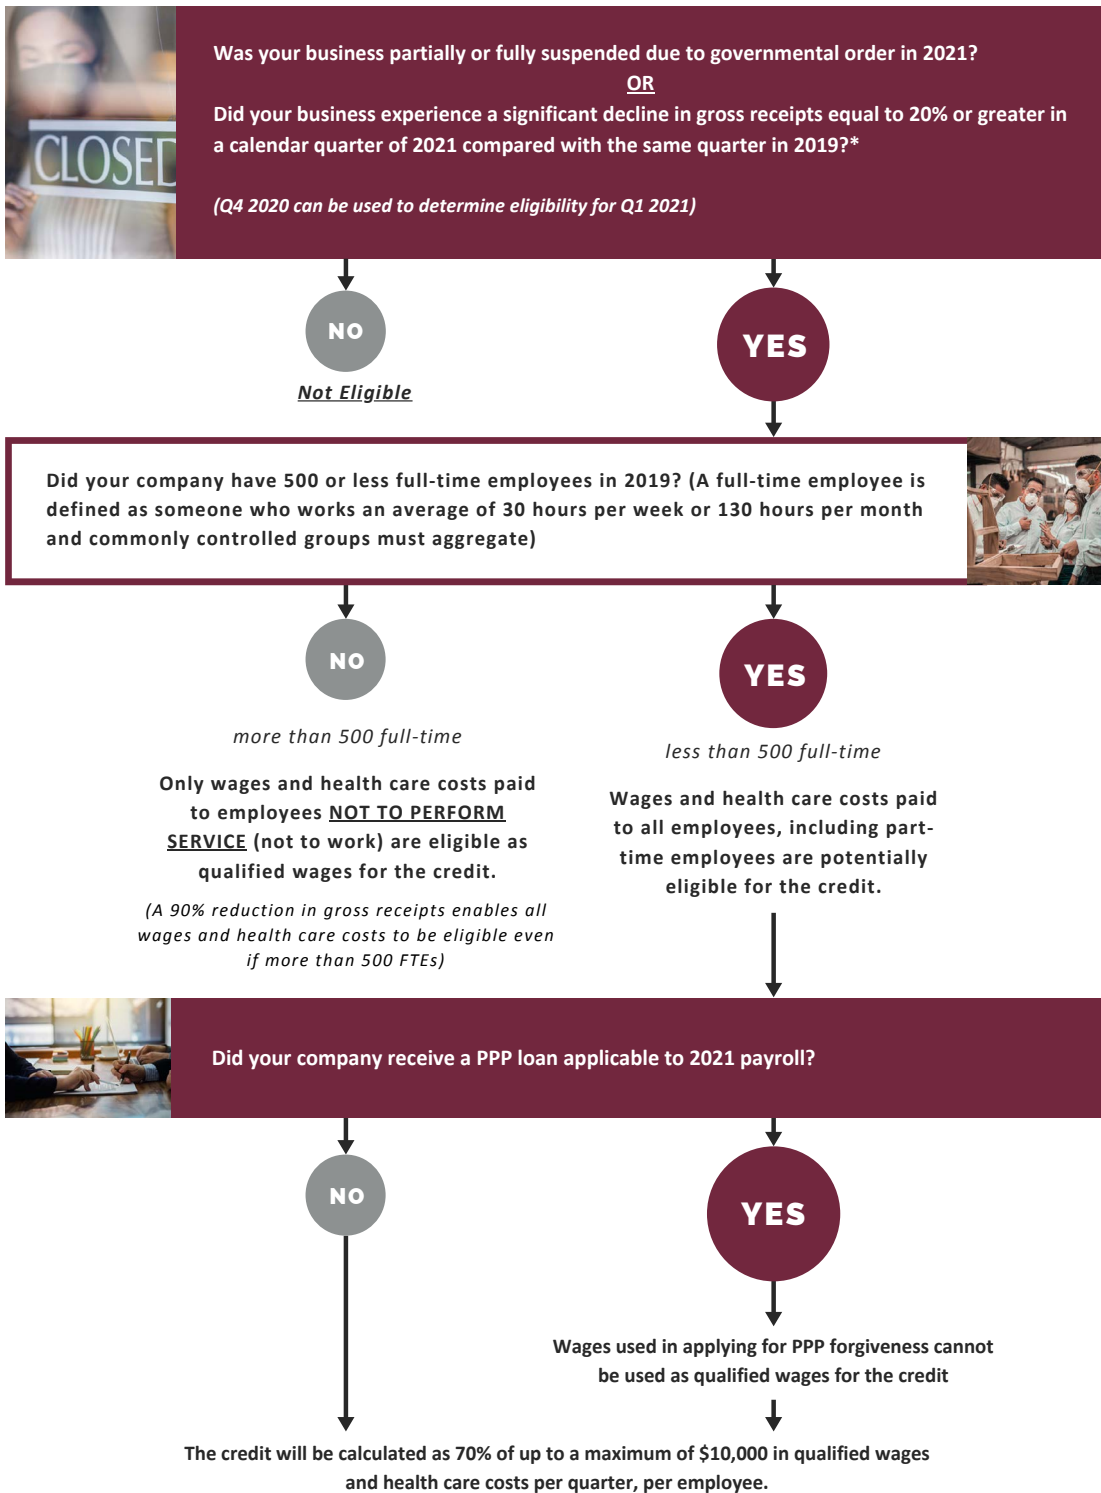 Was your business partially or fully suspended due to governmental order in 2021?
OR
Did your business experience a significant decline in gross receipts equal to 20% or greater in
a calendar quarter of 2021 compared with the same quarter in 2019?*
(Q4 2020 can be used to determine eligibility for Q1 2021)
CLOSED
NO
YES
Not Eligible
Did your company have 500 or less full-time employees in 2019? (A full-time employee is
defined as someone who works an average of 30 hours per week or 130 hours per month
and commonly controlled groups must aggregate)
NO
YES
more than 500 full-time
Only wages and health care costs paid
to employees NOT TO PERFORM
SERVICE (not to work) are eligible as
qualified wages for the credit.
(A 90% reduction in gross receipts enables all
wages and health care costs to be eligible even
if more than 500 FTEs)
less than 500 full-time
Wages and health care costs paid
to all employees, including part-
time employees are potentially
eligible for the credit.
Did your company receive a PPP loan applicable to 2021 payroll?
NO
YES
Wages used in applying for PPP forgiveness cannot
be used as qualified wages for the credit
The credit will be calculated as 70% of up to a maximum of $10,000 in qualified wages
and health care costs per quarter, per employee.